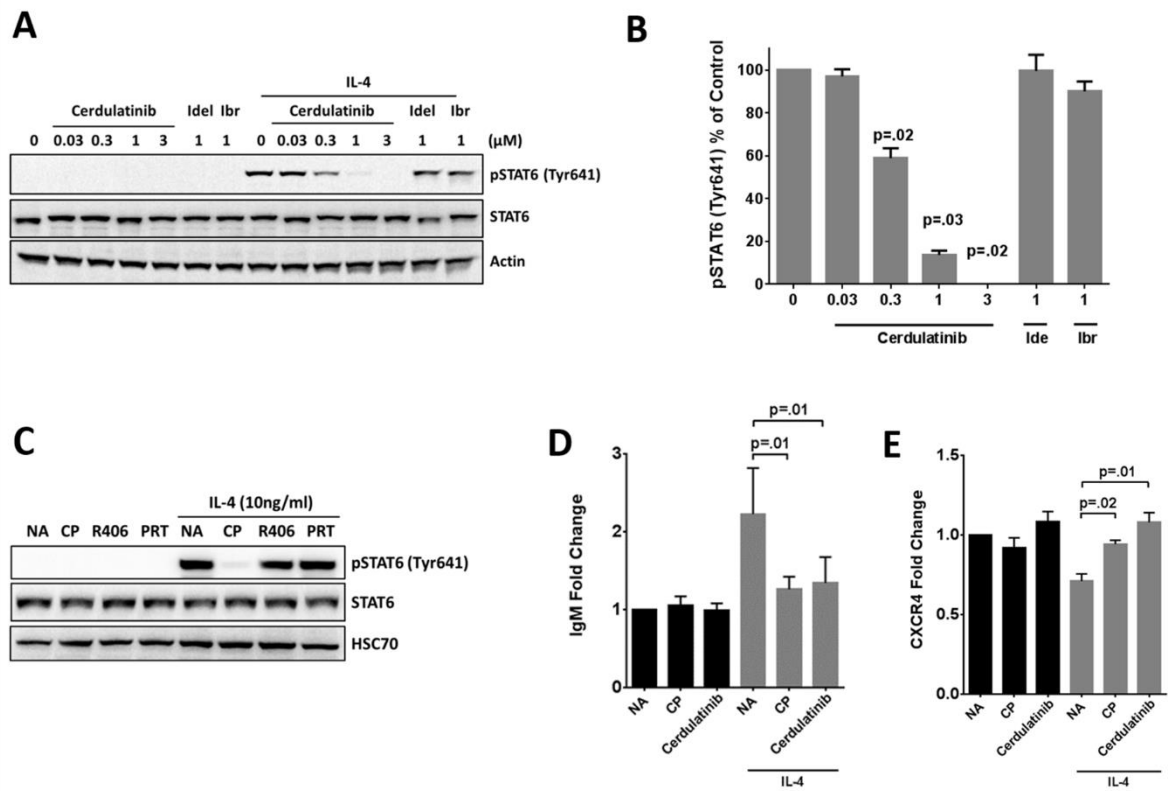 A
IL-4
Cerdulatinib Idel Ibr Cerdulatinib Idel Ibr
0 0.03 0.3 1 3 1 1 0 0.03 0.3 1 3 1 1 (μM)
pSTAT6 (Tyr641)
STAT6
Actin
B
pSTAT6 (Tyr641) % of Control
100
80
60
40
20
0
p=.02
p=.03
p=.02
0 0.03 0.3 1 3 1 1
Cerdulatinib Ide Ibr
C
IL-4 (10ng/ml)
NA CP R406 PRT NA CP R406 PRT
pSTAT6 (Tyr641)
STAT6
HSC70
D
IgM Fold Change
3
2
1
0
p=.01
p=.01
NA CP Cerdulatinib NA CP Cerdulatinib
IL-4
E
CXCR4 Fold Change
1.5
1.0
0.5
0.0
p=.01
p=.02
NA CP Cerdulatinib NA CP Cerdulatinib
IL-4